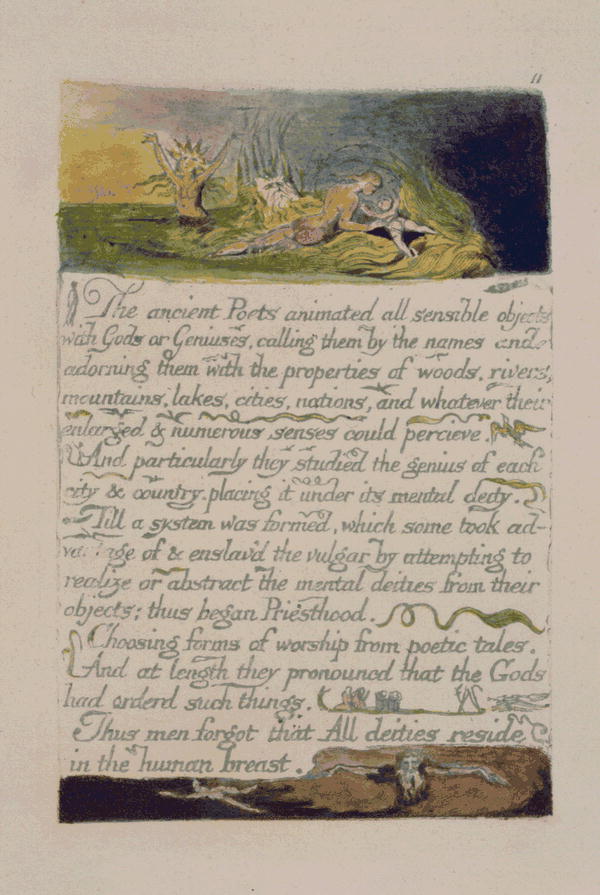 11
The ancient Poets animated all sensible objects
with Gods or Geniuses, calling them by the names and
adorning them with the properties of woods, rivers,
mountains, lakes, cities, nations, and whatever their
enlarged & numerous senses could percieve.
And particularly they studied the genius of each
city & country. placing it under its mental deity.
Till a system was formed, which some took ad-
vantage of & enslav'd the vulgar by attempting to
realize or abstract the mental deities from their
objects; thus began Priesthood.
Choosing forms of worship from poetic tales.
And at length they pronouncd that the Gods
had orderd such things.
Thus men forgot that All deities reside
in the human breast.